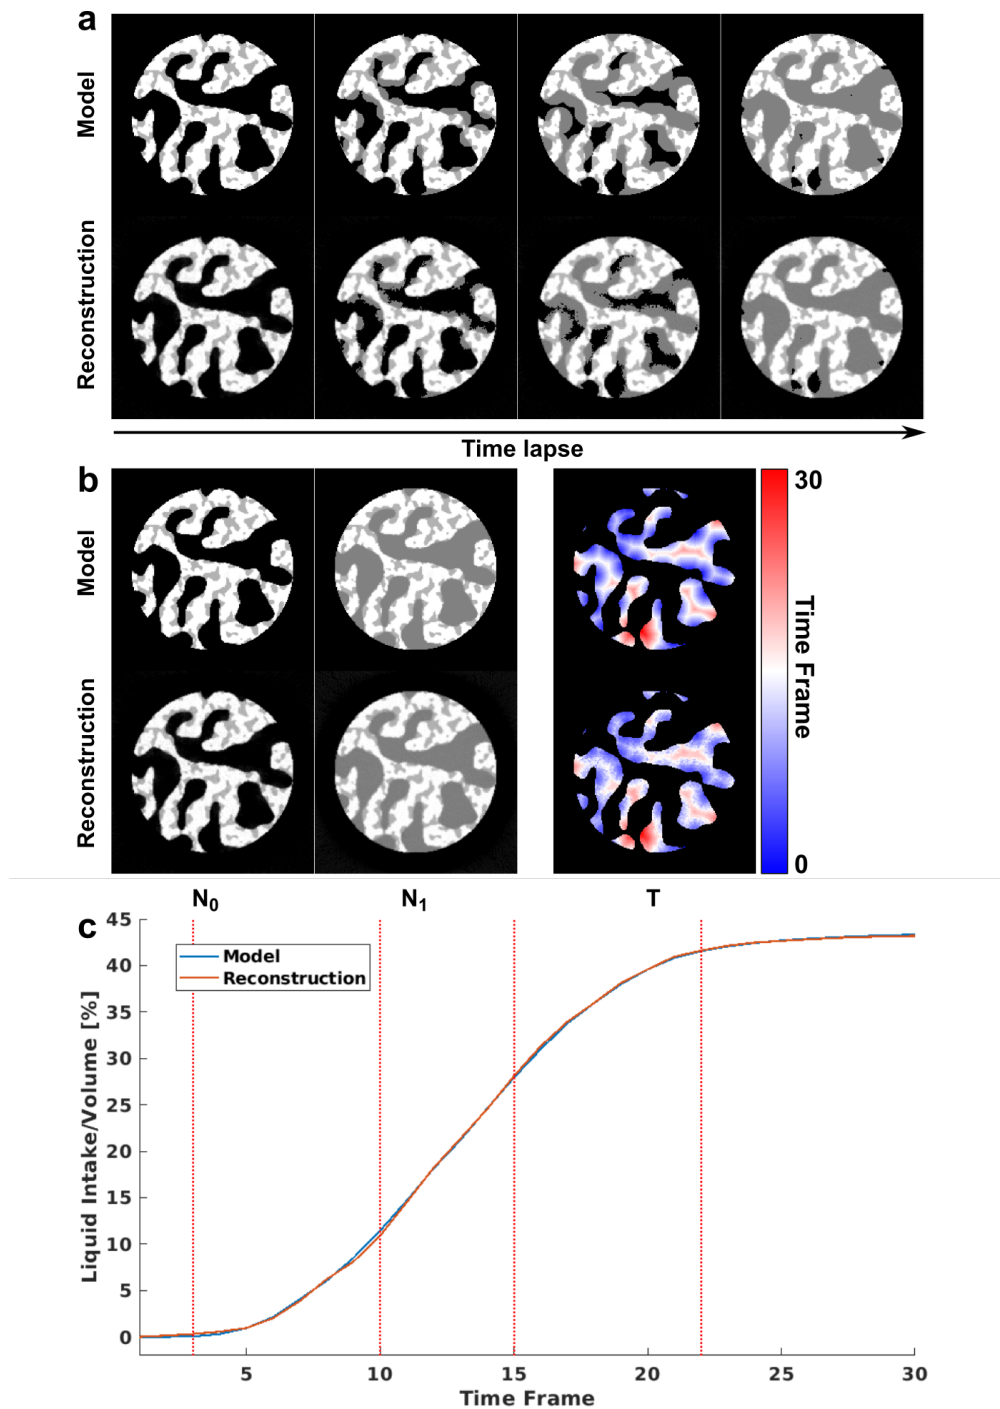 a
Model
Reconstruction
Time lapse
b
Model
Reconstruction
30
Time Frame
0
N₀ N₁ T
c
45
40
35
30
25
20
15
10
5
0
Liquid Intake/Volume [%]
Model
Reconstruction
5 10 15 20 25 30
Time Frame